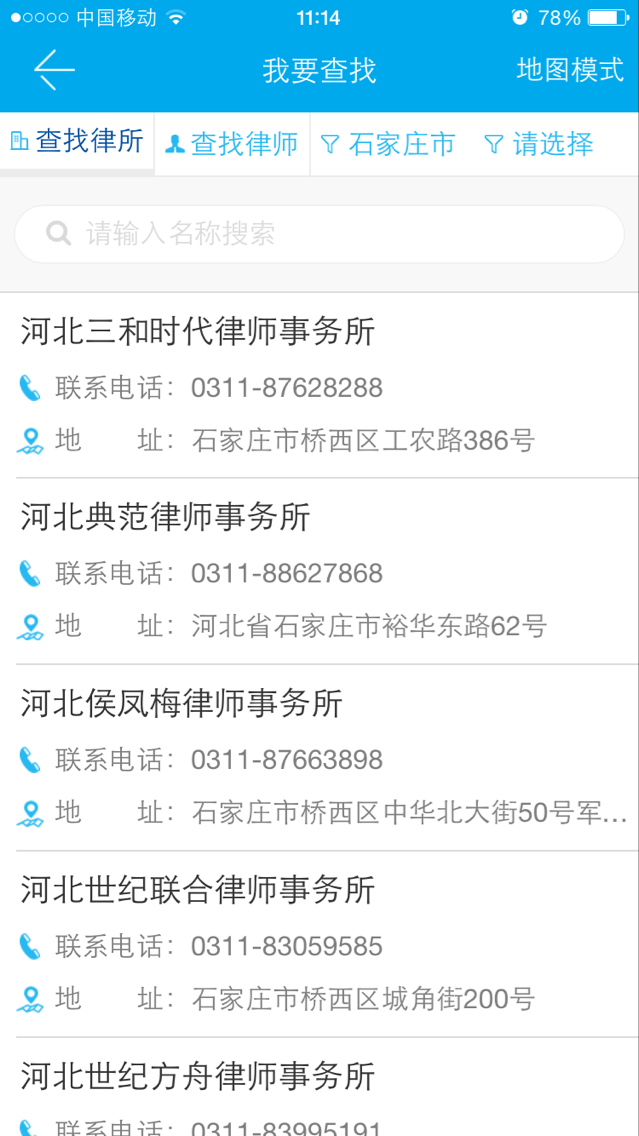 中国移动 11:14 78%
我要查找 地图模式
查找律所 查找律师 石家庄市 请选择
请输入名称搜索
河北三和时代律师事务所
联系电话：0311-87628288
地 址：石家庄市桥西区工农路386号
河北典范律师事务所
联系电话：0311-88627868
地 址：河北省石家庄市裕华东路62号
河北侯凤梅律师事务所
联系电话：0311-87663898
地 址：石家庄市桥西区中华北大街50号军...
河北世纪联合律师事务所
联系电话：0311-83059585
地 址：石家庄市桥西区城角街200号
河北世纪方舟律师事务所
联系电话：0311-83995191